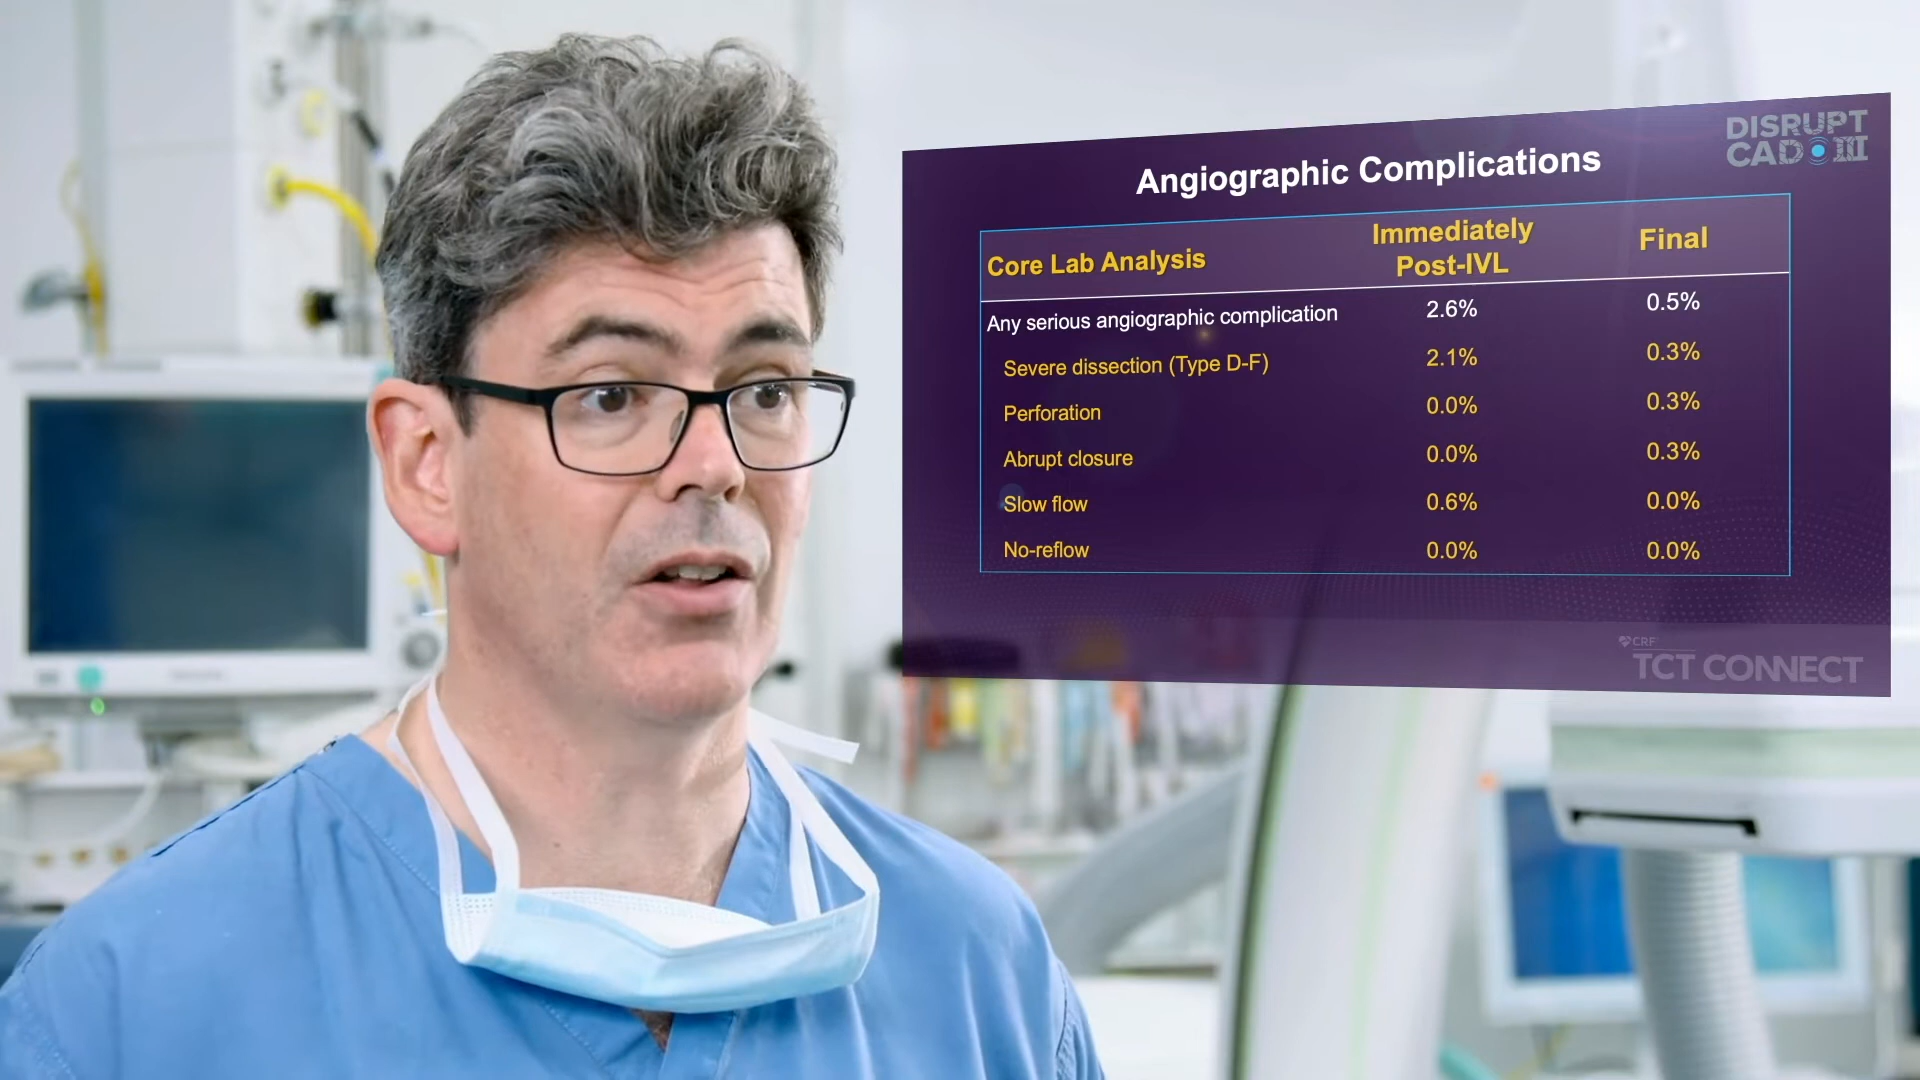 DISRUPT
CAD III
Angiographic Complications
Core Lab Analysis Immediately Post-IVL Final
Any serious angiographic complication 2.6% 0.5%
Severe dissection (Type D-F) 2.1% 0.3%
Perforation 0.0% 0.3%
Abrupt closure 0.0% 0.3%
Slow flow 0.6% 0.0%
No-reflow 0.0% 0.0%
CRF
TCT CONNECT